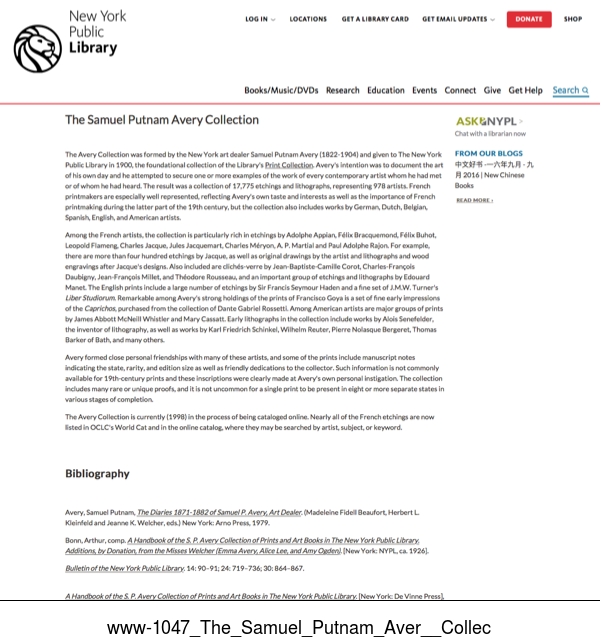 New York
Public
Library
LOG IN
LOCATIONS
GET A LIBRARY CARD
GET EMAIL UPDATES
DONATE
SHOP
Books/Music/DVDs Research Education Events Connect Give Get Help Search
The Samuel Putnam Avery Collection
The Avery Collection was formed by the New York art dealer Samuel Putnam Avery (1822-1904) and given to The New York
Public Library in 1900, the foundational collection of the Library's Print Collection. Avery's intention was to document the art
of his own day and he attempted to secure one or more examples of the work of every contemporary artist whom he had met
or of whom he had heard. The result was a collection of 17,775 etchings and lithographs, representing 978 artists. French
printmakers are especially well represented, reflecting Avery's own taste and interests as well as the importance of French
printmaking during the latter part of the 19th century, but the collection also includes works by German, Dutch, Belgian,
Spanish, English, and American artists.
Among the French artists, the collection is particularly rich in etchings by Adolphe Appian, Félix Bracquemond, Félix Buhot,
Leopold Flameng, Charles Jacque, Jules Jacquemart, Charles Méryon, A. P. Martial and Paul Adolphe Rajon. For example,
there are more than four hundred etchings by Jacque, as well as original drawings by the artist and lithographs and wood
engravings after Jacque's designs. Also included are clichés-verre by Jean-Baptiste-Camille Corot, Charles-François
Daubigny, Jean-François Millet, and Théodore Rousseau, and an important group of etchings and lithographs by Edouard
Manet. The English prints include a large number of etchings by Sir Francis Seymour Haden and a fine set of J.M.W. Turner's
Liber Studiorum. Remarkable among Avery's strong holdings of the prints of Francisco Goya is a set of fine early impressions
of the Caprichos, purchased from the collection of Dante Gabriel Rossetti. Among American artists are major groups of prints
by James Abbott McNeill Whistler and Mary Cassatt. Early lithographs in the collection include works by Alois Senefelder,
the inventor of lithography, as well as works by Karl Friedrich Schinkel, Wilhelm Reuter, Pierre Nolasque Bergeret, Thomas
Barker of Bath, and many others.
Avery formed close personal friendships with many of these artists, and some of the prints include manuscript notes
indicating the state, rarity, and edition size as well as friendly dedications to the collector. Such information is not commonly
available for 19th-century prints and these inscriptions were clearly made at Avery's own personal instigation. The collection
includes many rare or unique proofs, and it is not uncommon for a single print to be present in eight or more separate states in
various stages of completion.
The Avery Collection is currently (1998) in the process of being cataloged online. Nearly all of the French etchings are now
listed in OCLC's World Cat and in the online catalog, where they may be searched by artist, subject, or keyword.
Bibliography
Avery, Samuel Putnam, The Diaries 1871-1882 of Samuel P. Avery, Art Dealer. (Madeleine Fidell Beaufort, Herbert L.
Kleinfeld and Jeanne K. Welcher, eds.) New York: Arno Press, 1979.
Bonn, Arthur, comp. A Handbook of the S. P. Avery Collection of Prints and Art Books in The New York Public Library.
Additions, by Donation, from the Misses Welcher (Emma Avery, Alice Lee, and Amy Ogden). [New York: NYPL, ca. 1926].
Bulletin of the New York Public Library. 14: 90-91; 24: 719-736; 30: 864-867.
A Handbook of the S. P. Avery Collection of Prints and Art Books in The New York Public Library. [New York: De Vinne Press],
ASK NYPL
Chat with a librarian now
FROM OUR BLOGS
中文好书 - 一六年九月 - 九
月 2016 | New Chinese
Books
READ MORE ›
www-1047_The_Samuel_Putnam_Aver__Collec